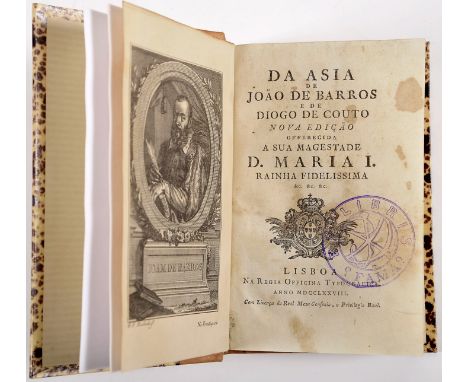 JOAM DE BARROS
DA ASIA
DE
JOÃO DE BARROS
E DE
DIOGO DE COUTO
NOVA EDIÇÃO
OFFERECIDA
A SUA MAGESTADE
D. MARIA I.
RAINHA FIDELISSIMA
&c. &c. &c.
LISBOA
NA REGIA OFFICINA TYPOGRAFICA
ANNO MDCCLXXVIII.
Com Licença da Real Meza Censoria, e Privilegio Real.